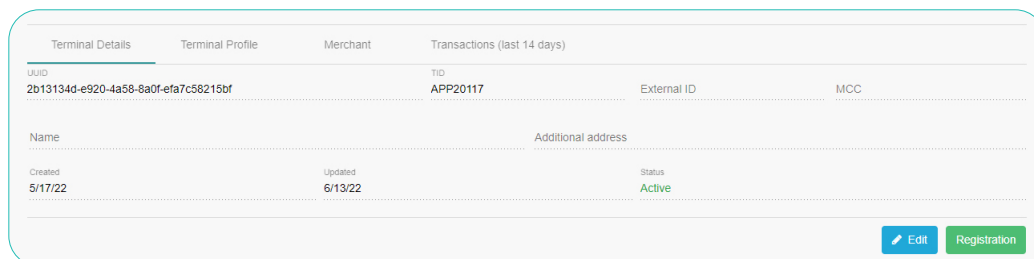 Terminal Details Terminal Profile Merchant Transactions (last 14 days)
UUID TID
2b13134d-e920-4a58-8a0f-efa7c58215bf APP20117 External ID MCC
Name Additional address
Created Updated Status
5/17/22 6/13/22 Active
Edit Registration